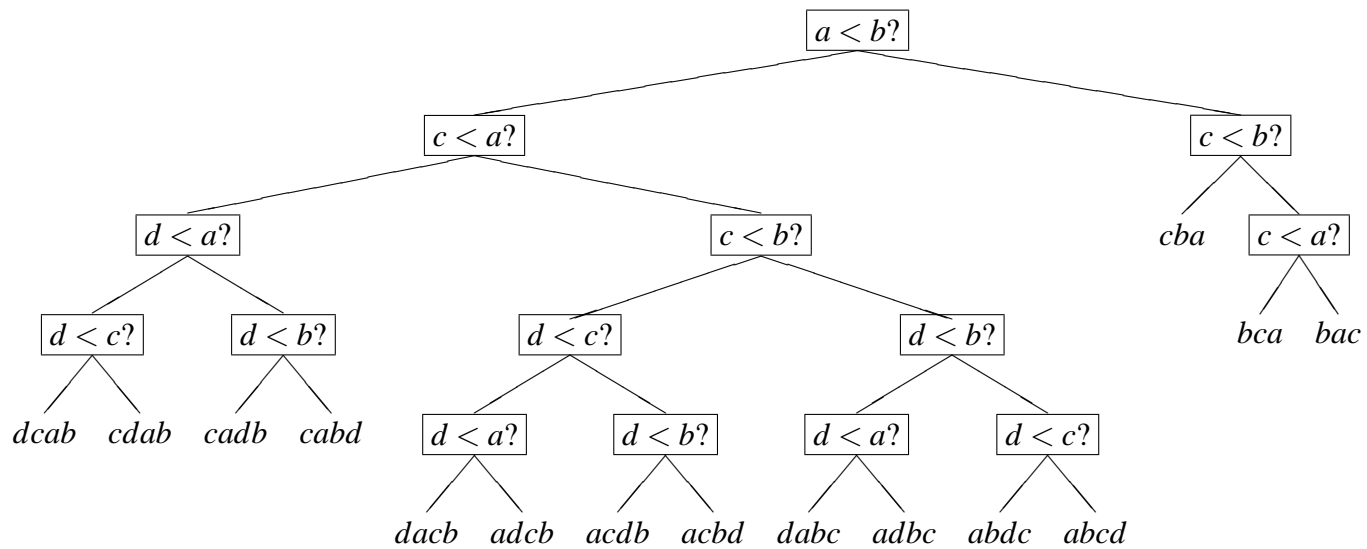 a < b?
c < a? c < b?
d < a? c < b? cba c < a?
d < c? d < b? d < c? d < b? bca bac
dcab cdab cadb cabd d < a? d < b? d < a? d < c?
dacb adcb acdb acbd dabc adbc abdc abcd